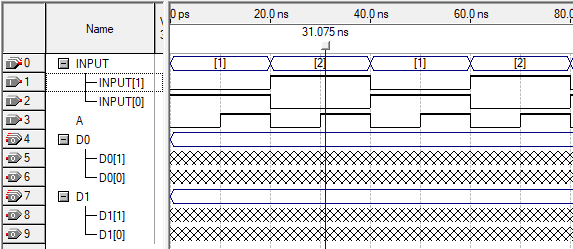 Name
V
3
0 ps
20.0 ns
40.0 ns
60.0 ns
80.0
31.075 ns
0 INPUT [1] [2] [1] [2]
1 INPUT[1]
2 INPUT[0]
3 A
4 D0
5 D0[1]
6 D0[0]
7 D1
8 D1[1]
9 D1[0]